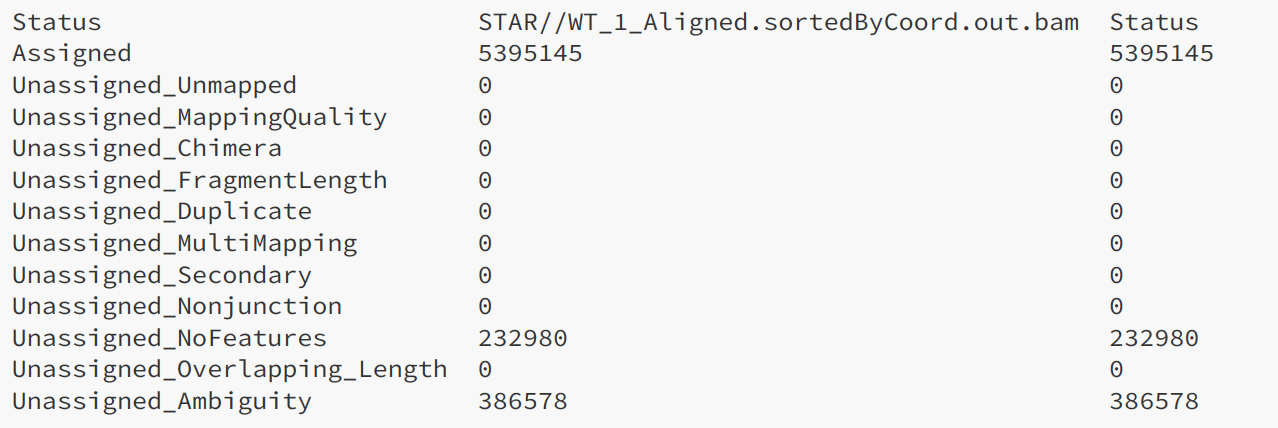 Status STAR//WT_1_Aligned.sortedByCoord.out.bam Status
Assigned 5395145 5395145
Unassigned_Unmapped 0 0
Unassigned_MappingQuality 0 0
Unassigned_Chimera 0 0
Unassigned_FragmentLength 0 0
Unassigned_Duplicate 0 0
Unassigned_MultiMapping 0 0
Unassigned_Secondary 0 0
Unassigned_Nonjunction 0 0
Unassigned_NoFeatures 232980 232980
Unassigned_Overlapping_Length 0 0
Unassigned_Ambiguity 386578 386578